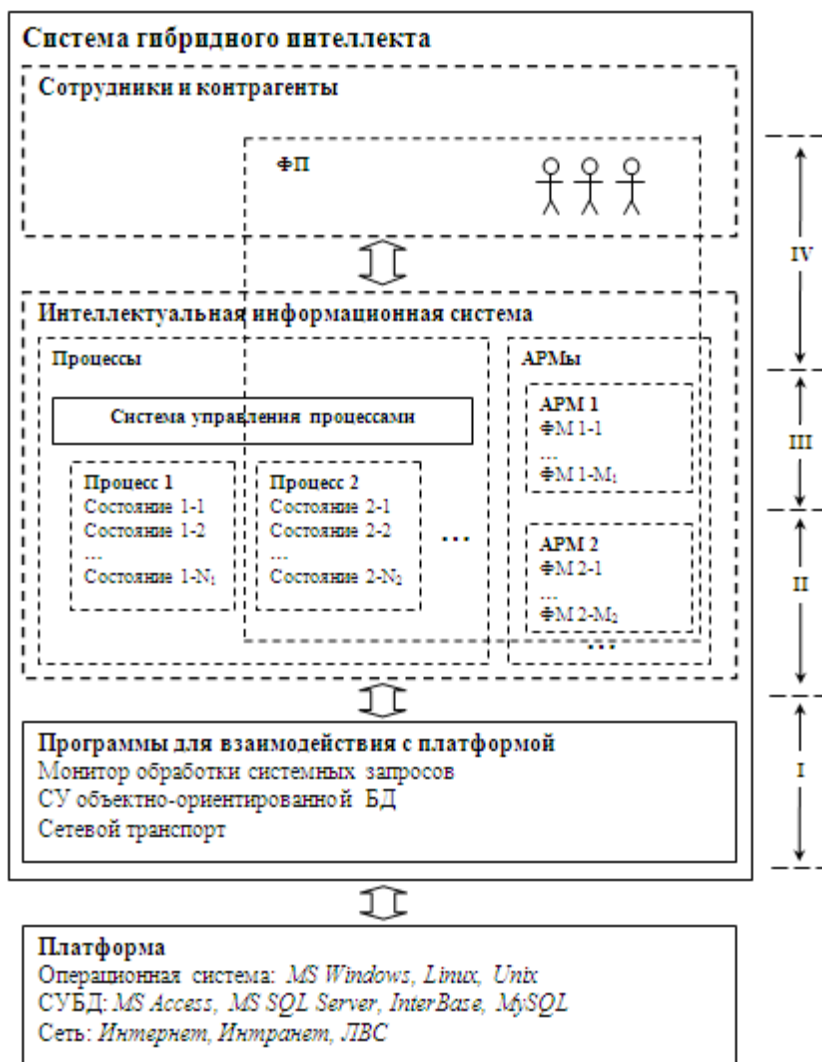 Система гибридного интеллекта
Сотрудники и контрагенты
ФП
IV
Интеллектуальная информационная система
Процессы
АРМы
Система управления процессами
АРМ 1
ФМ 1-1
...
ФМ 1-M₁
III
Процесс 1
Состояние 1-1
Состояние 1-2
...
Состояние 1-N₁
Процесс 2
Состояние 2-1
Состояние 2-2
...
Состояние 2-N₂
...
АРМ 2
ФМ 2-1
...
ФМ 2-M₂
...
II
Программы для взаимодействия с платформой
Монитор обработки системных запросов
СУ объектно-ориентированной БД
Сетевой транспорт
I
Платформа
Операционная система: MS Windows, Linux, Unix
СУБД: MS Access, MS SQL Server, InterBase, MySQL
Сеть: Интернет, Интранет, ЛВС